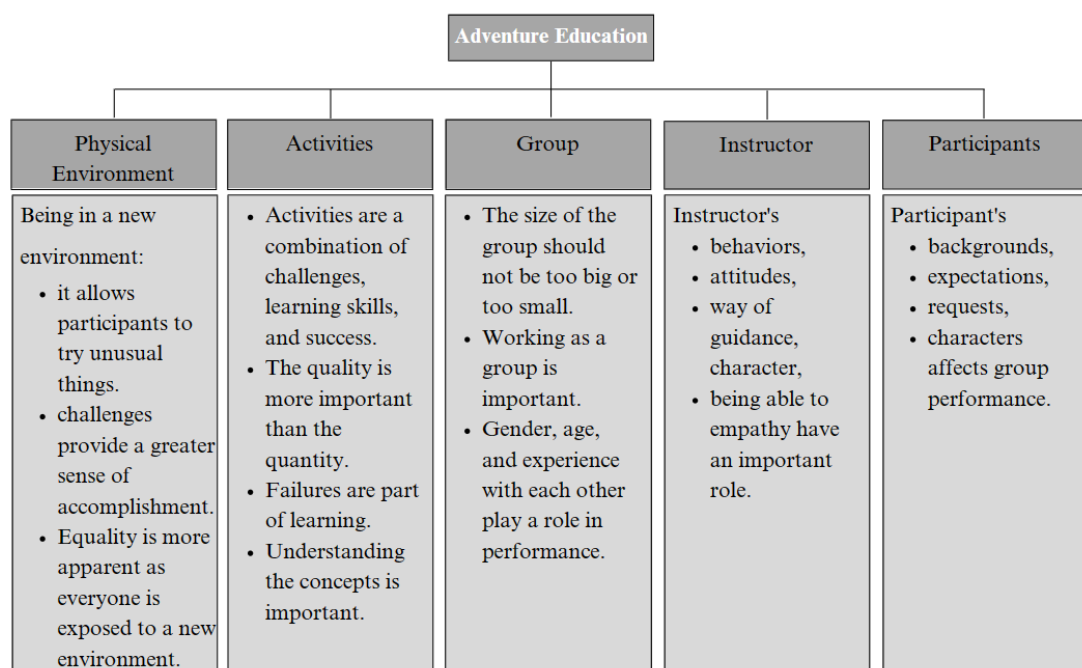 Adventure Education
Physical
Environment
Activities
Group
Instructor
Participants
Being in a new
environment:
• it allows
participants to
try unusual
things.
• challenges
provide a greater
sense of
accomplishment.
• Equality is more
apparent as
everyone is
exposed to a new
environment.
• Activities are a
combination of
challenges,
learning skills,
and success.
• The quality is
more important
than the
quantity.
• Failures are part
of learning.
• Understanding
the concepts is
important.
• The size of the
group should
not be too big or
too small.
• Working as a
group is
important.
• Gender, age,
and experience
with each other
play a role in
performance.
Instructor's
• behaviors,
• attitudes,
• way of
guidance,
character,
• being able to
empathy have
an important
role.
Participant's
• backgrounds,
• expectations,
• requests,
• characters
affects group
performance.